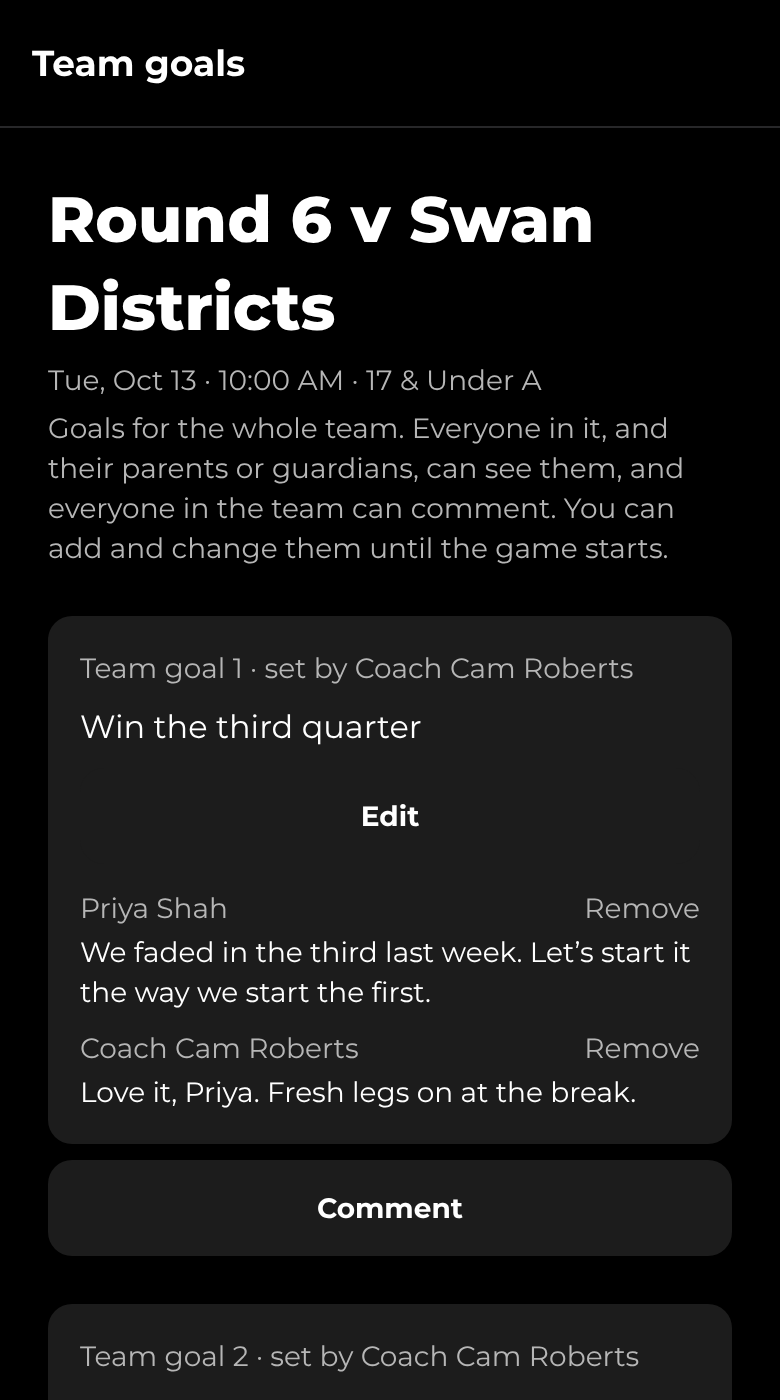 Team goals
Round 6 v Swan
Districts
Tue, Oct 13 · 10:00 AM · 17 & Under A
Goals for the whole team. Everyone in it, and
their parents or guardians, can see them, and
everyone in the team can comment. You can
add and change them until the game starts.
Team goal 1 · set by Coach Cam Roberts
Win the third quarter
Edit
Priya Shah Remove
We faded in the third last week. Let’s start it
the way we start the first.
Coach Cam Roberts Remove
Love it, Priya. Fresh legs on at the break.
Comment
Team goal 2 · set by Coach Cam Roberts